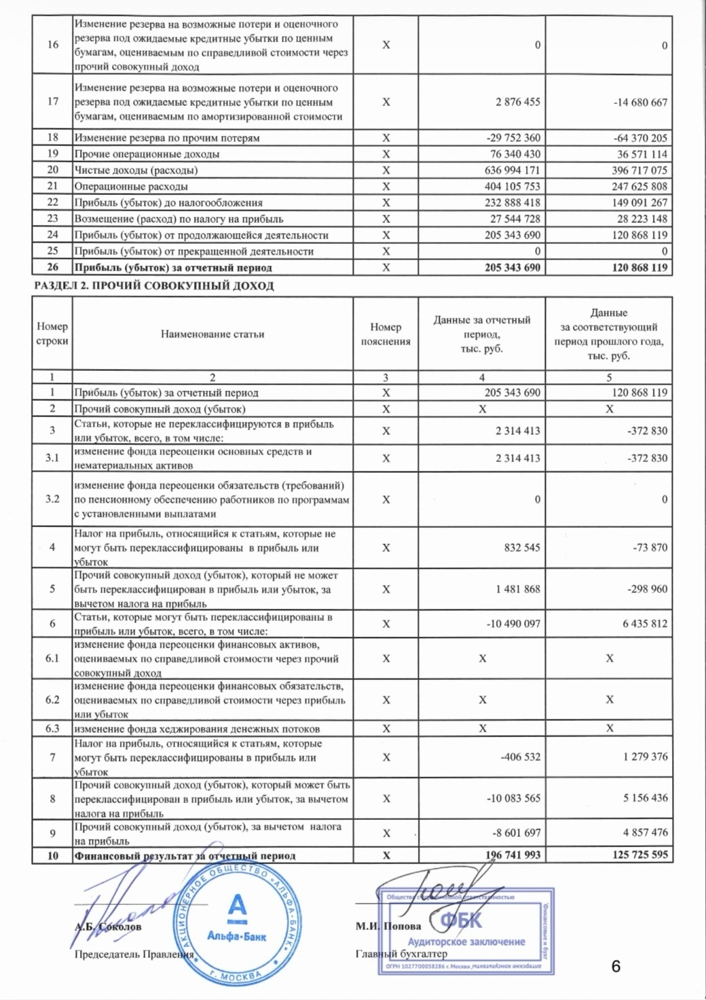 16 Изменение резерва на возможные потери и оценочного
резерва под ожидаемые кредитные убытки по ценным
бумагам, оцениваемым по справедливой стоимости через
прочий совокупный доход X 0 0
17 Изменение резерва на возможные потери и оценочного
резерва под ожидаемые кредитные убытки по ценным
бумагам, оцениваемым по амортизированной стоимости X 2 876 455 -14 680 667
18 Изменение резерва по прочим потерям X -29 752 360 -64 370 205
19 Прочие операционные доходы X 76 340 430 36 571 114
20 Чистые доходы (расходы) X 636 994 171 396 717 075
21 Операционные расходы X 404 105 753 247 625 808
22 Прибыль (убыток) до налогообложения X 232 888 418 149 091 267
23 Возмещение (расход) по налогу на прибыль X 27 544 728 28 223 148
24 Прибыль (убыток) от продолжающейся деятельности X 205 343 690 120 868 119
25 Прибыль (убыток) от прекращенной деятельности X 0 0
26 Прибыль (убыток) за отчетный период X 205 343 690 120 868 119
РАЗДЕЛ 2. ПРОЧИЙ СОВОКУПНЫЙ ДОХОД
Номер
строки
Наименование статьи
Номер
пояснения
Данные за отчетный
период,
тыс. руб.
Данные
за соответствующий
период прошлого года,
тыс. руб.
1 2 3 4 5
1 Прибыль (убыток) за отчетный период X 205 343 690 120 868 119
2 Прочий совокупный доход (убыток) X X X
3 Статьи, которые не переклассифицируются в прибыль
или убыток, всего, в том числе: X 2 314 413 -372 830
3.1 изменение фонда переоценки основных средств и
нематериальных активов X 2 314 413 -372 830
3.2 изменение фонда переоценки обязательств (требований)
по пенсионному обеспечению работников по программам
с установленными выплатами X 0 0
4 Налог на прибыль, относящийся к статьям, которые не
могут быть переклассифицированы в прибыль или
убыток X 832 545 -73 870
5 Прочий совокупный доход (убыток), который не может
быть переклассифицирован в прибыль или убыток, за
вычетом налога на прибыль X 1 481 868 -298 960
6 Статьи, которые могут быть переклассифицированы в
прибыль или убыток, всего, в том числе: X -10 490 097 6 435 812
6.1 изменение фонда переоценки финансовых активов,
оцениваемых по справедливой стоимости через прочий
совокупный доход X X X
6.2 изменение фонда переоценки финансовых обязательств,
оцениваемых по справедливой стоимости через прибыль
или убыток X X X
6.3 изменение фонда хеджирования денежных потоков X X X
7 Налог на прибыль, относящийся к статьям, которые
могут быть переклассифицированы в прибыль или
убыток X -406 532 1 279 376
8 Прочий совокупный доход (убыток), который может быть
переклассифицирован в прибыль или убыток, за вычетом
налога на прибыль X -10 083 565 5 156 436
9 Прочий совокупный доход (убыток), за вычетом налога
на прибыль X -8 601 697 4 857 476
10 Финансовый результат за отчетный период X 196 741 993 125 725 595
АКЦИОНЕРНОЕ ОБЩЕСТВО «АЛЬФА-БАНК»
А
Альфа·Банк
г. МОСКВА
А.Б. Соколов
Председатель Правления
М.И. Попова
Главный бухгалтер
Общество с ограниченной ответственностью
ФБК
Аудиторское заключение
ОГРН 1027700058286 г. Москва
6